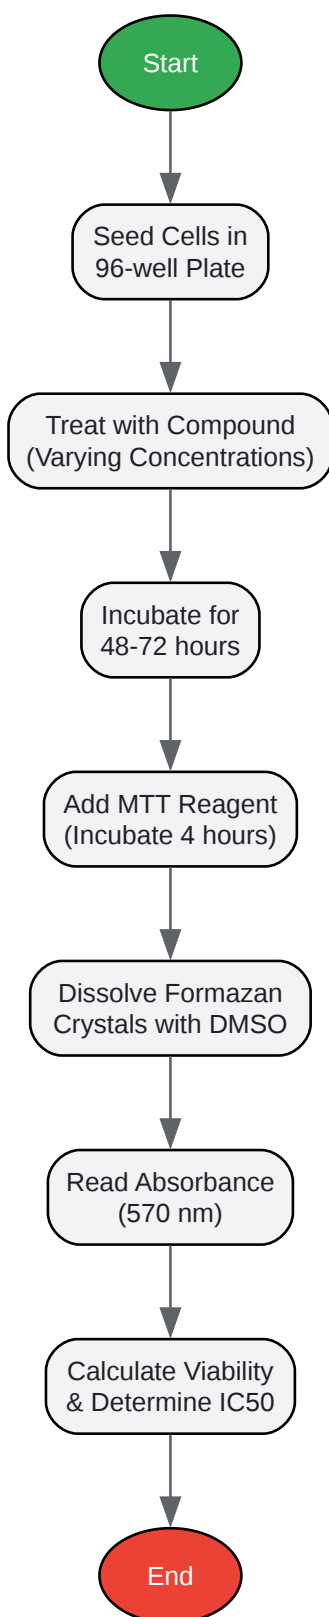 Start
Seed Cells in
96-well Plate
Treat with Compound
(Varying Concentrations)
Incubate for
48-72 hours
Add MTT Reagent
(Incubate 4 hours)
Dissolve Formazan
Crystals with DMSO
Read Absorbance
(570 nm)
Calculate Viability
& Determine IC50
End